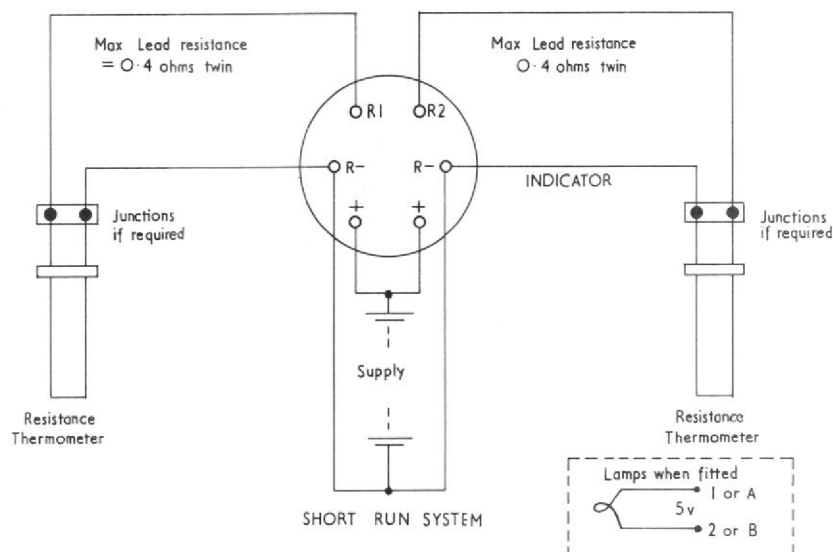 Max Lead resistance
= 0·4 ohms twin
Max Lead resistance
0·4 ohms twin
R1
R2
R-
R-
INDICATOR
+
+
Junctions
if required
Junctions
if required
Supply
Resistance
Thermometer
Resistance
Thermometer
Lamps when fitted
1 or A
5v
2 or B
SHORT RUN SYSTEM